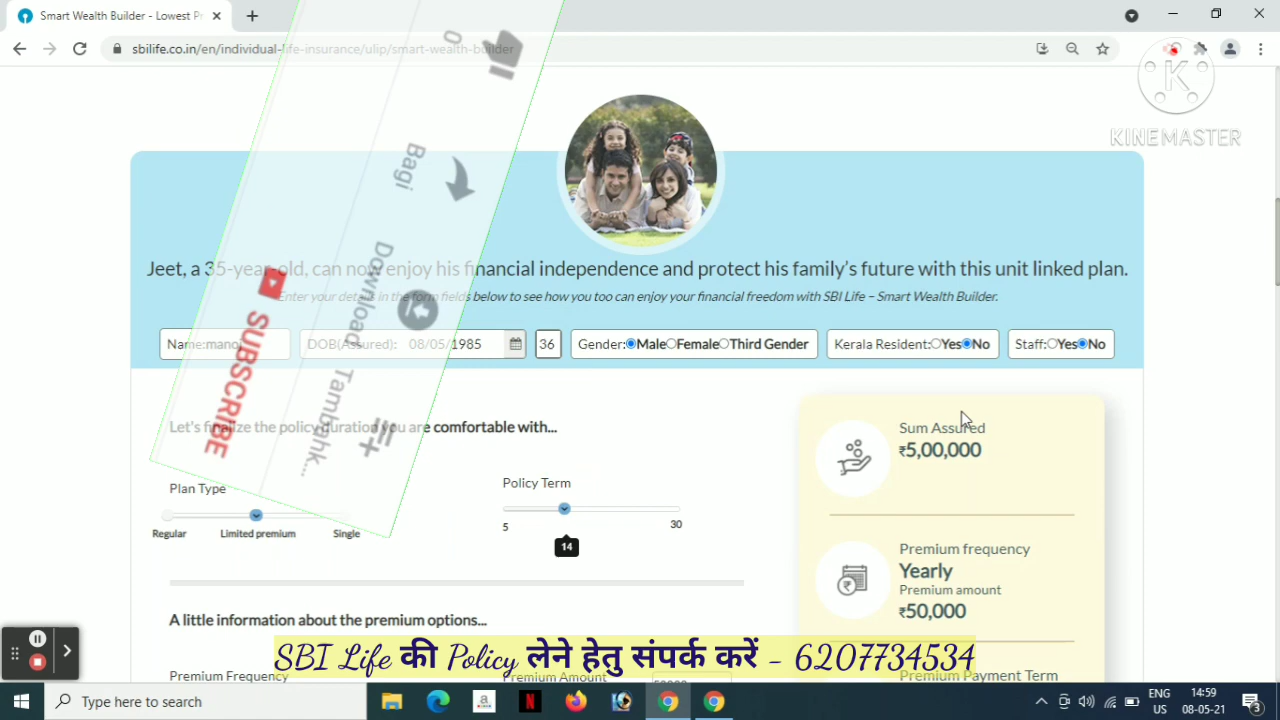 Smart Wealth Builder - Lowest Pr
sbilife.co.in/en/individual-life-insurance/ulip/smart-wealth-builder
KINEMASTER
0
Bagi
Download
Tambahk...
SUBSCRIBE
Jeet, a 35-year-old, can now enjoy his financial independence and protect his family's future with this unit linked plan.
Enter your details in the form fields below to see how you too can enjoy your financial freedom with SBI Life – Smart Wealth Builder.
Name:manoj DOB(Assured): 08/05/1985 36 Gender: Male Female Third Gender Kerala Resident: Yes No Staff: Yes No
Let's finalize the policy duration you are comfortable with...
Plan Type
Regular Limited premium Single
Policy Term
5 30
14
Sum Assured
₹5,00,000
Premium frequency
Yearly
Premium amount
₹50,000
A little information about the premium options...
Premium Frequency Premium Amount 50000
Premium Payment Term
SBI Life की Policy लेने हेतु संपर्क करें - 6207734534
Type here to search
ENG
US
14:59
08-05-21
3